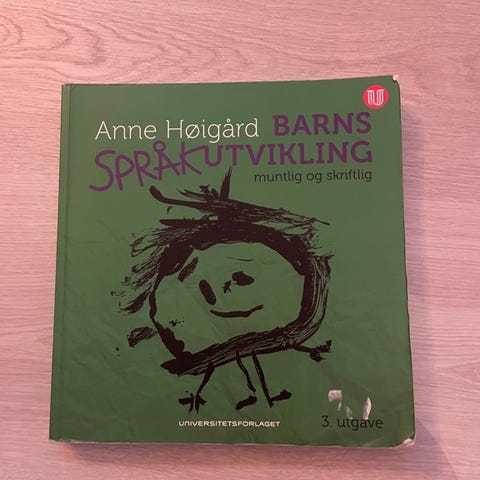 Anne Høigård BARNS
SPRÅKUTVIKLING
muntlig og skriftlig
UNIVERSITETSFORLAGET
3. utgave